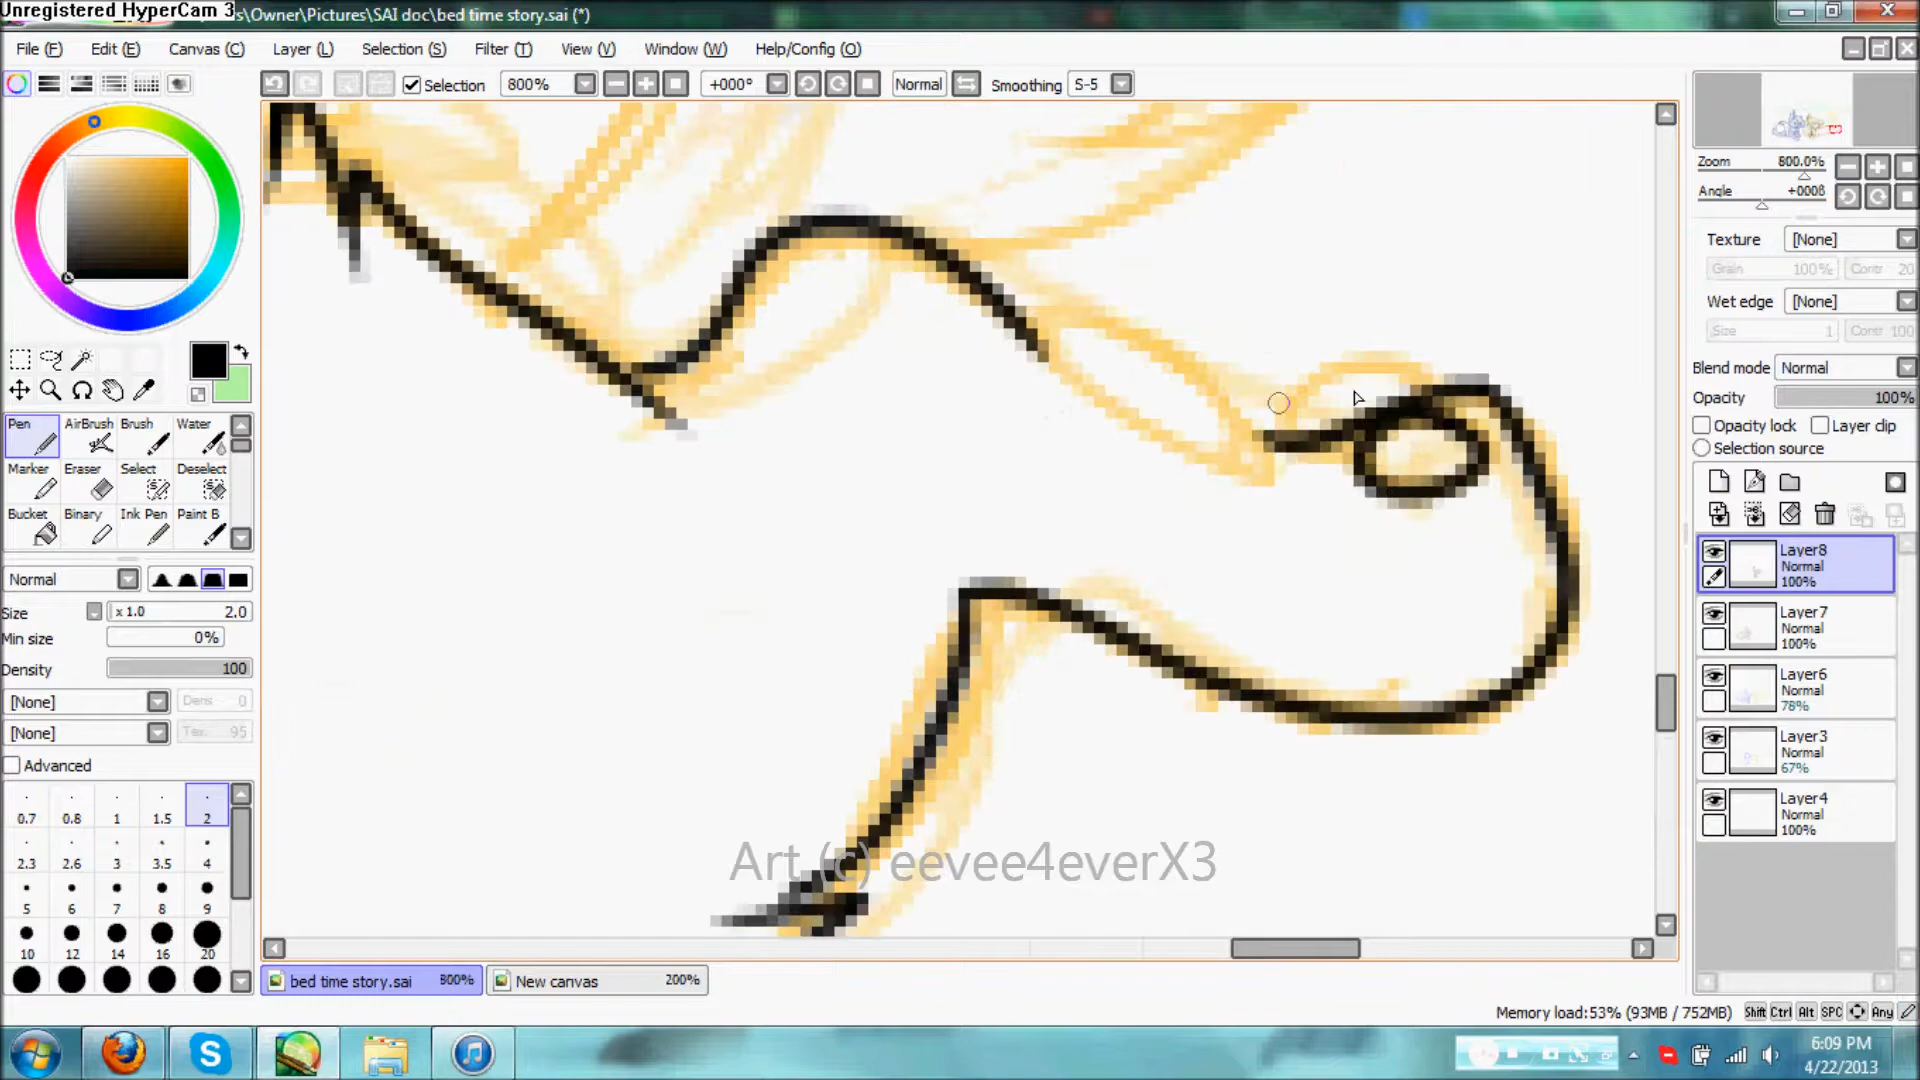 Unregistered HyperCam 3
s\Owner\Pictures\SAI doc\bed time story.sai (*)
File (F) Edit (E) Canvas (C) Layer (L) Selection (S) Filter (T) View (V) Window (W) Help/Config (O)
Selection 800% +000° Normal Smoothing S-5
Zoom 800.0%
Angle +000ß
Texture [None]
Grain 100% Contr 20
Wet edge [None]
Size 1 Contr 100
Blend mode Normal
Opacity 100%
Opacity lock Layer clip
Selection source
Pen AirBrush Brush Water
Marker Eraser Select Deselect
Bucket Binary Ink Pen Paint B
Normal
Size x 1.0 2.0
Min size 0%
Density 100
[None] Dens 0
[None] Tex. 95
Advanced
0.7 0.8 1 1.5 2
2.3 2.6 3 3.5 4
5 6 7 8 9
10 12 14 16 20
Layer8
Normal
100%
Layer7
Normal
100%
Layer6
Normal
78%
Layer3
Normal
67%
Layer4
Normal
100%
Art (c) eevee4everX3
bed time story.sai 800% New canvas 200%
Memory load:53% (93MB / 752MB) Shift Ctrl Alt SPC Any
6:09 PM
4/22/2013